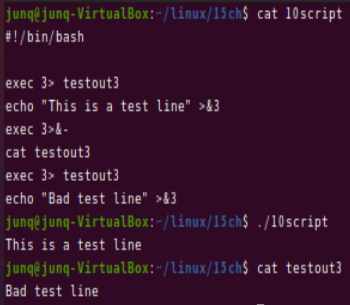 junq@junq-VirtualBox:~/linux/15ch$ cat 10script
#!/bin/bash
exec 3> testout3
echo "This is a test line" >&3
exec 3>&-
cat testout3
exec 3> testout3
echo "Bad test line" >&3
junq@junq-VirtualBox:~/linux/15ch$ ./10script
This is a test line
junq@junq-VirtualBox:~/linux/15ch$ cat testout3
Bad test line